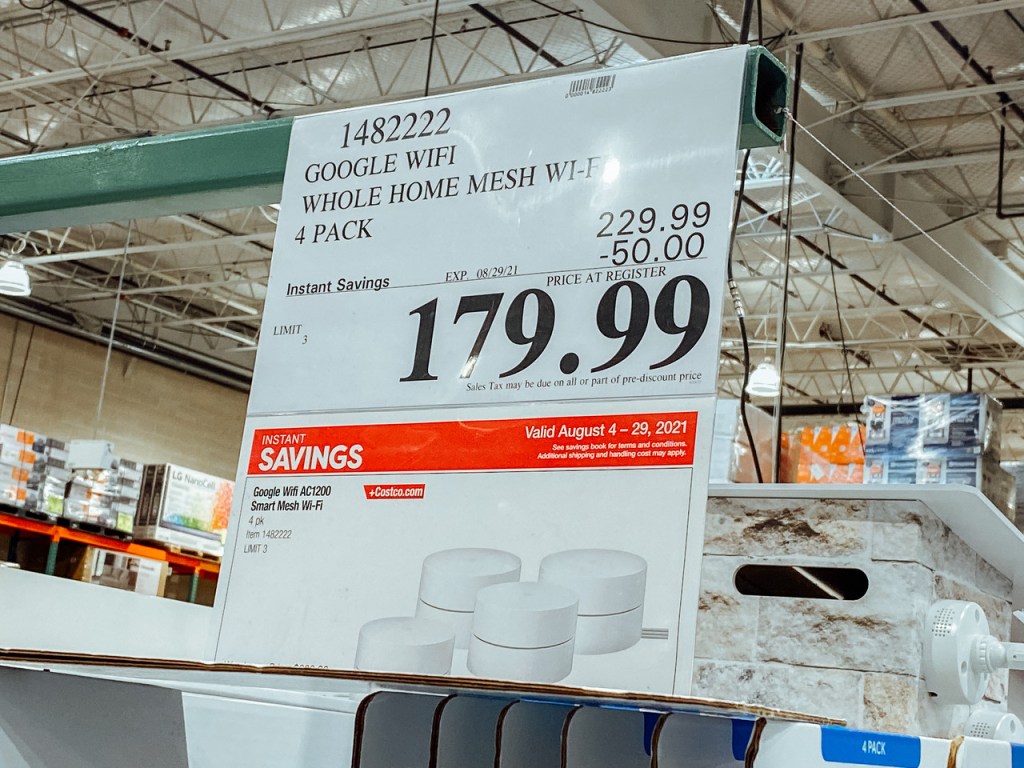 1482222
GOOGLE WIFI
WHOLE HOME MESH WI-F
4 PACK
229.99
-50.00
Instant Savings
EXP. 08/29/21
PRICE AT REGISTER
LIMIT
3
179.99
Sales Tax may be due on all or part of pre-discount price
INSTANT
SAVINGS
Valid August 4 – 29, 2021
See savings book for terms and conditions.
Additional shipping and handling cost may apply.
Google Wifi AC1200
Smart Mesh Wi-Fi
+Costco.com
4 pk
Item 1482222
LIMIT 3
LG NanoCell
4 PACK